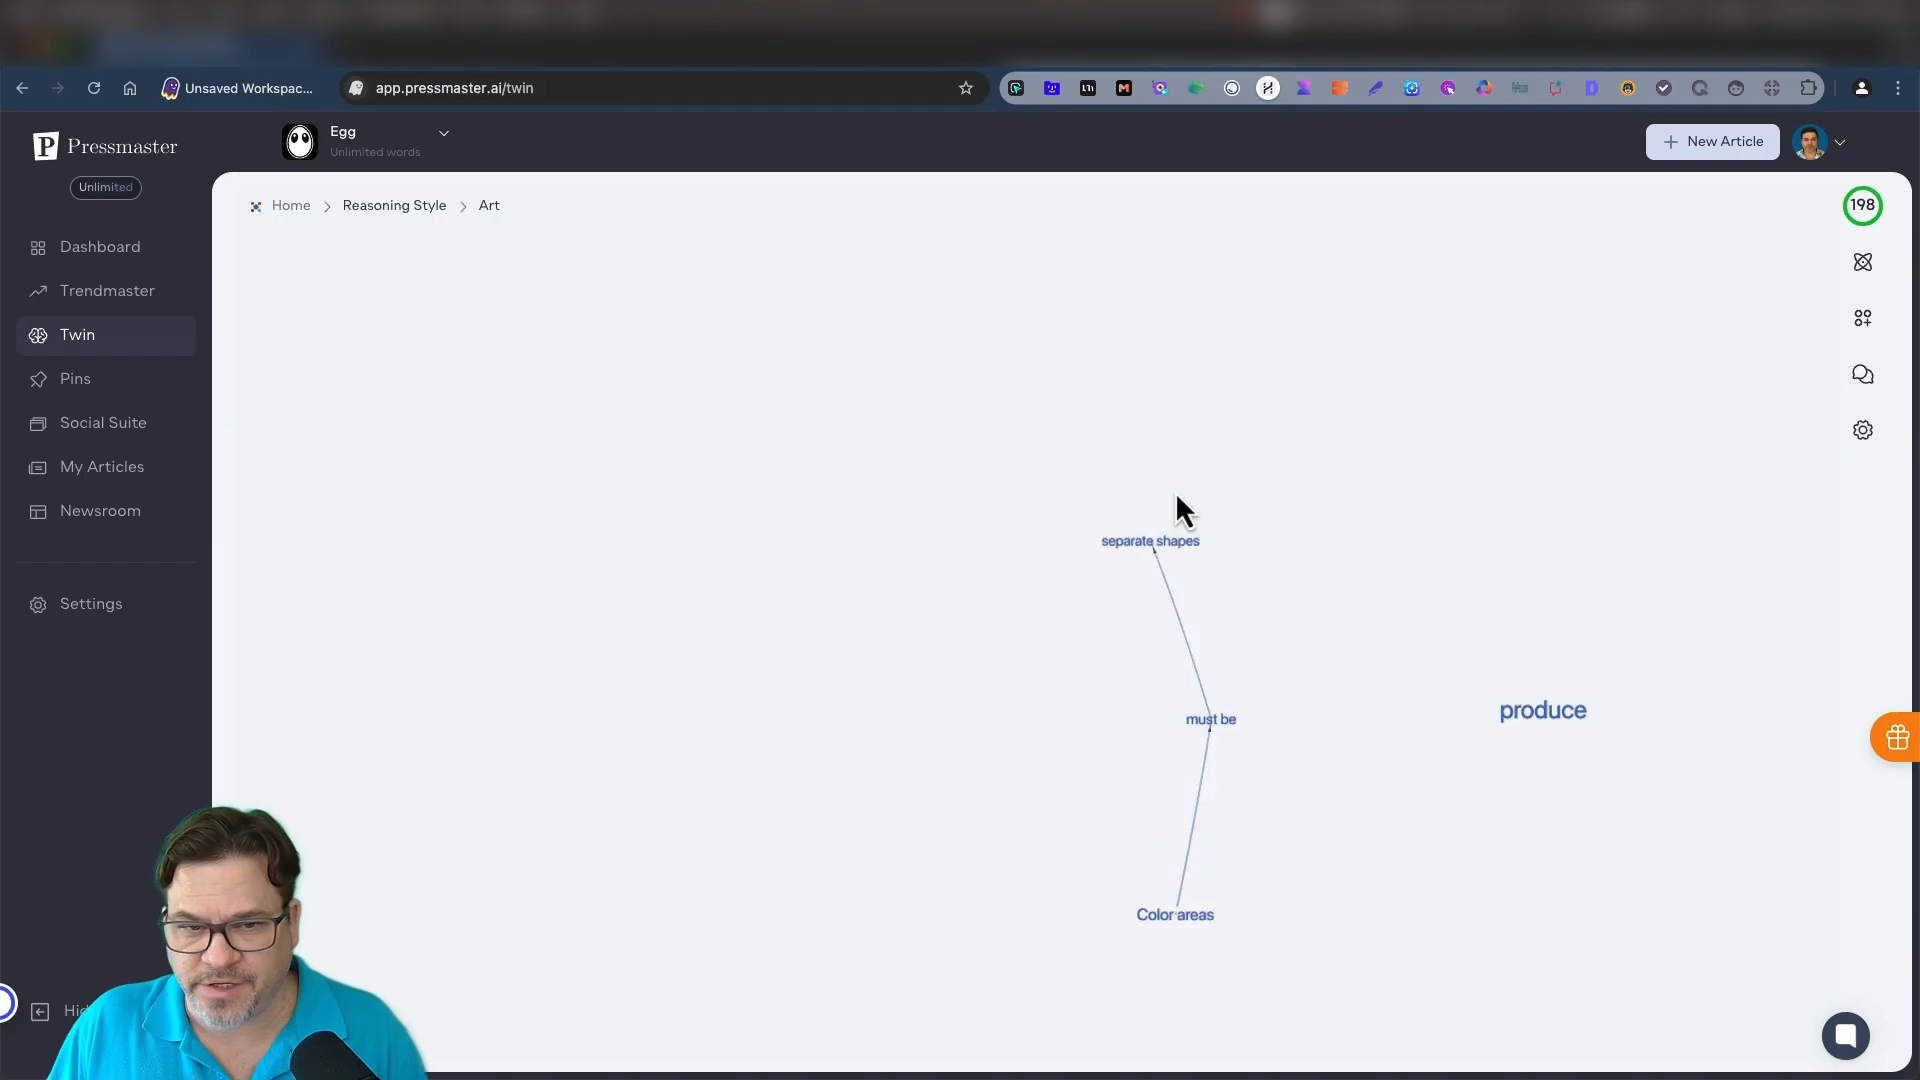 Unsaved Workspac...
app.pressmaster.ai/twin
Pressmaster
Unlimited
Egg
Unlimited words
New Article
Home
Reasoning Style
Art
198
Dashboard
Trendmaster
Twin
Pins
Social Suite
My Articles
Newsroom
Settings
separate shapes
must be
produce
Color areas